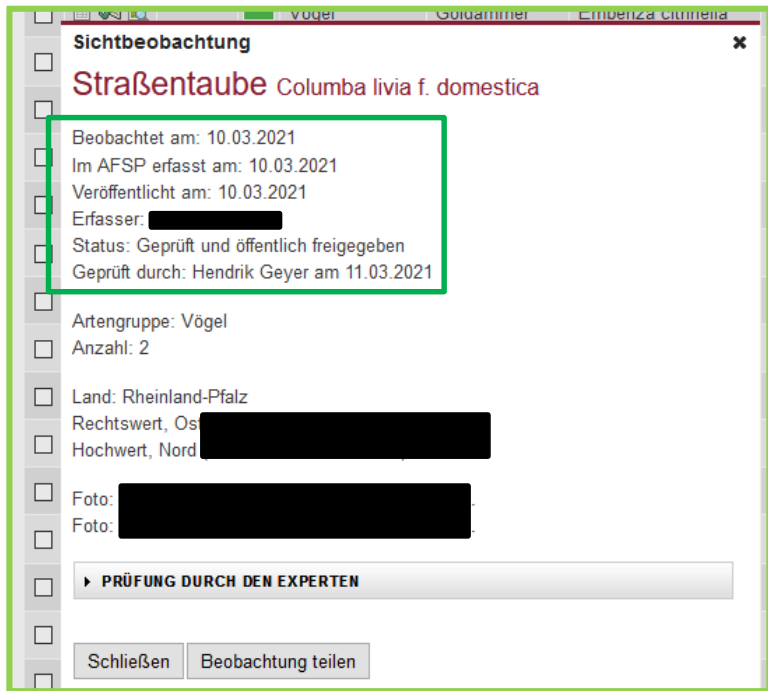 Vögel Goldammer Emberiza citrinella
Sichtbeobachtung
Straßentaube Columba livia f. domestica
Beobachtet am: 10.03.2021
Im AFSP erfasst am: 10.03.2021
Veröffentlicht am: 10.03.2021
Erfasser:
Status: Geprüft und öffentlich freigegeben
Geprüft durch: Hendrik Geyer am 11.03.2021
Artengruppe: Vögel
Anzahl: 2
Land: Rheinland-Pfalz
Rechtswert, Ost
Hochwert, Nord
Foto:
Foto:
PRÜFUNG DURCH DEN EXPERTEN
Schließen Beobachtung teilen